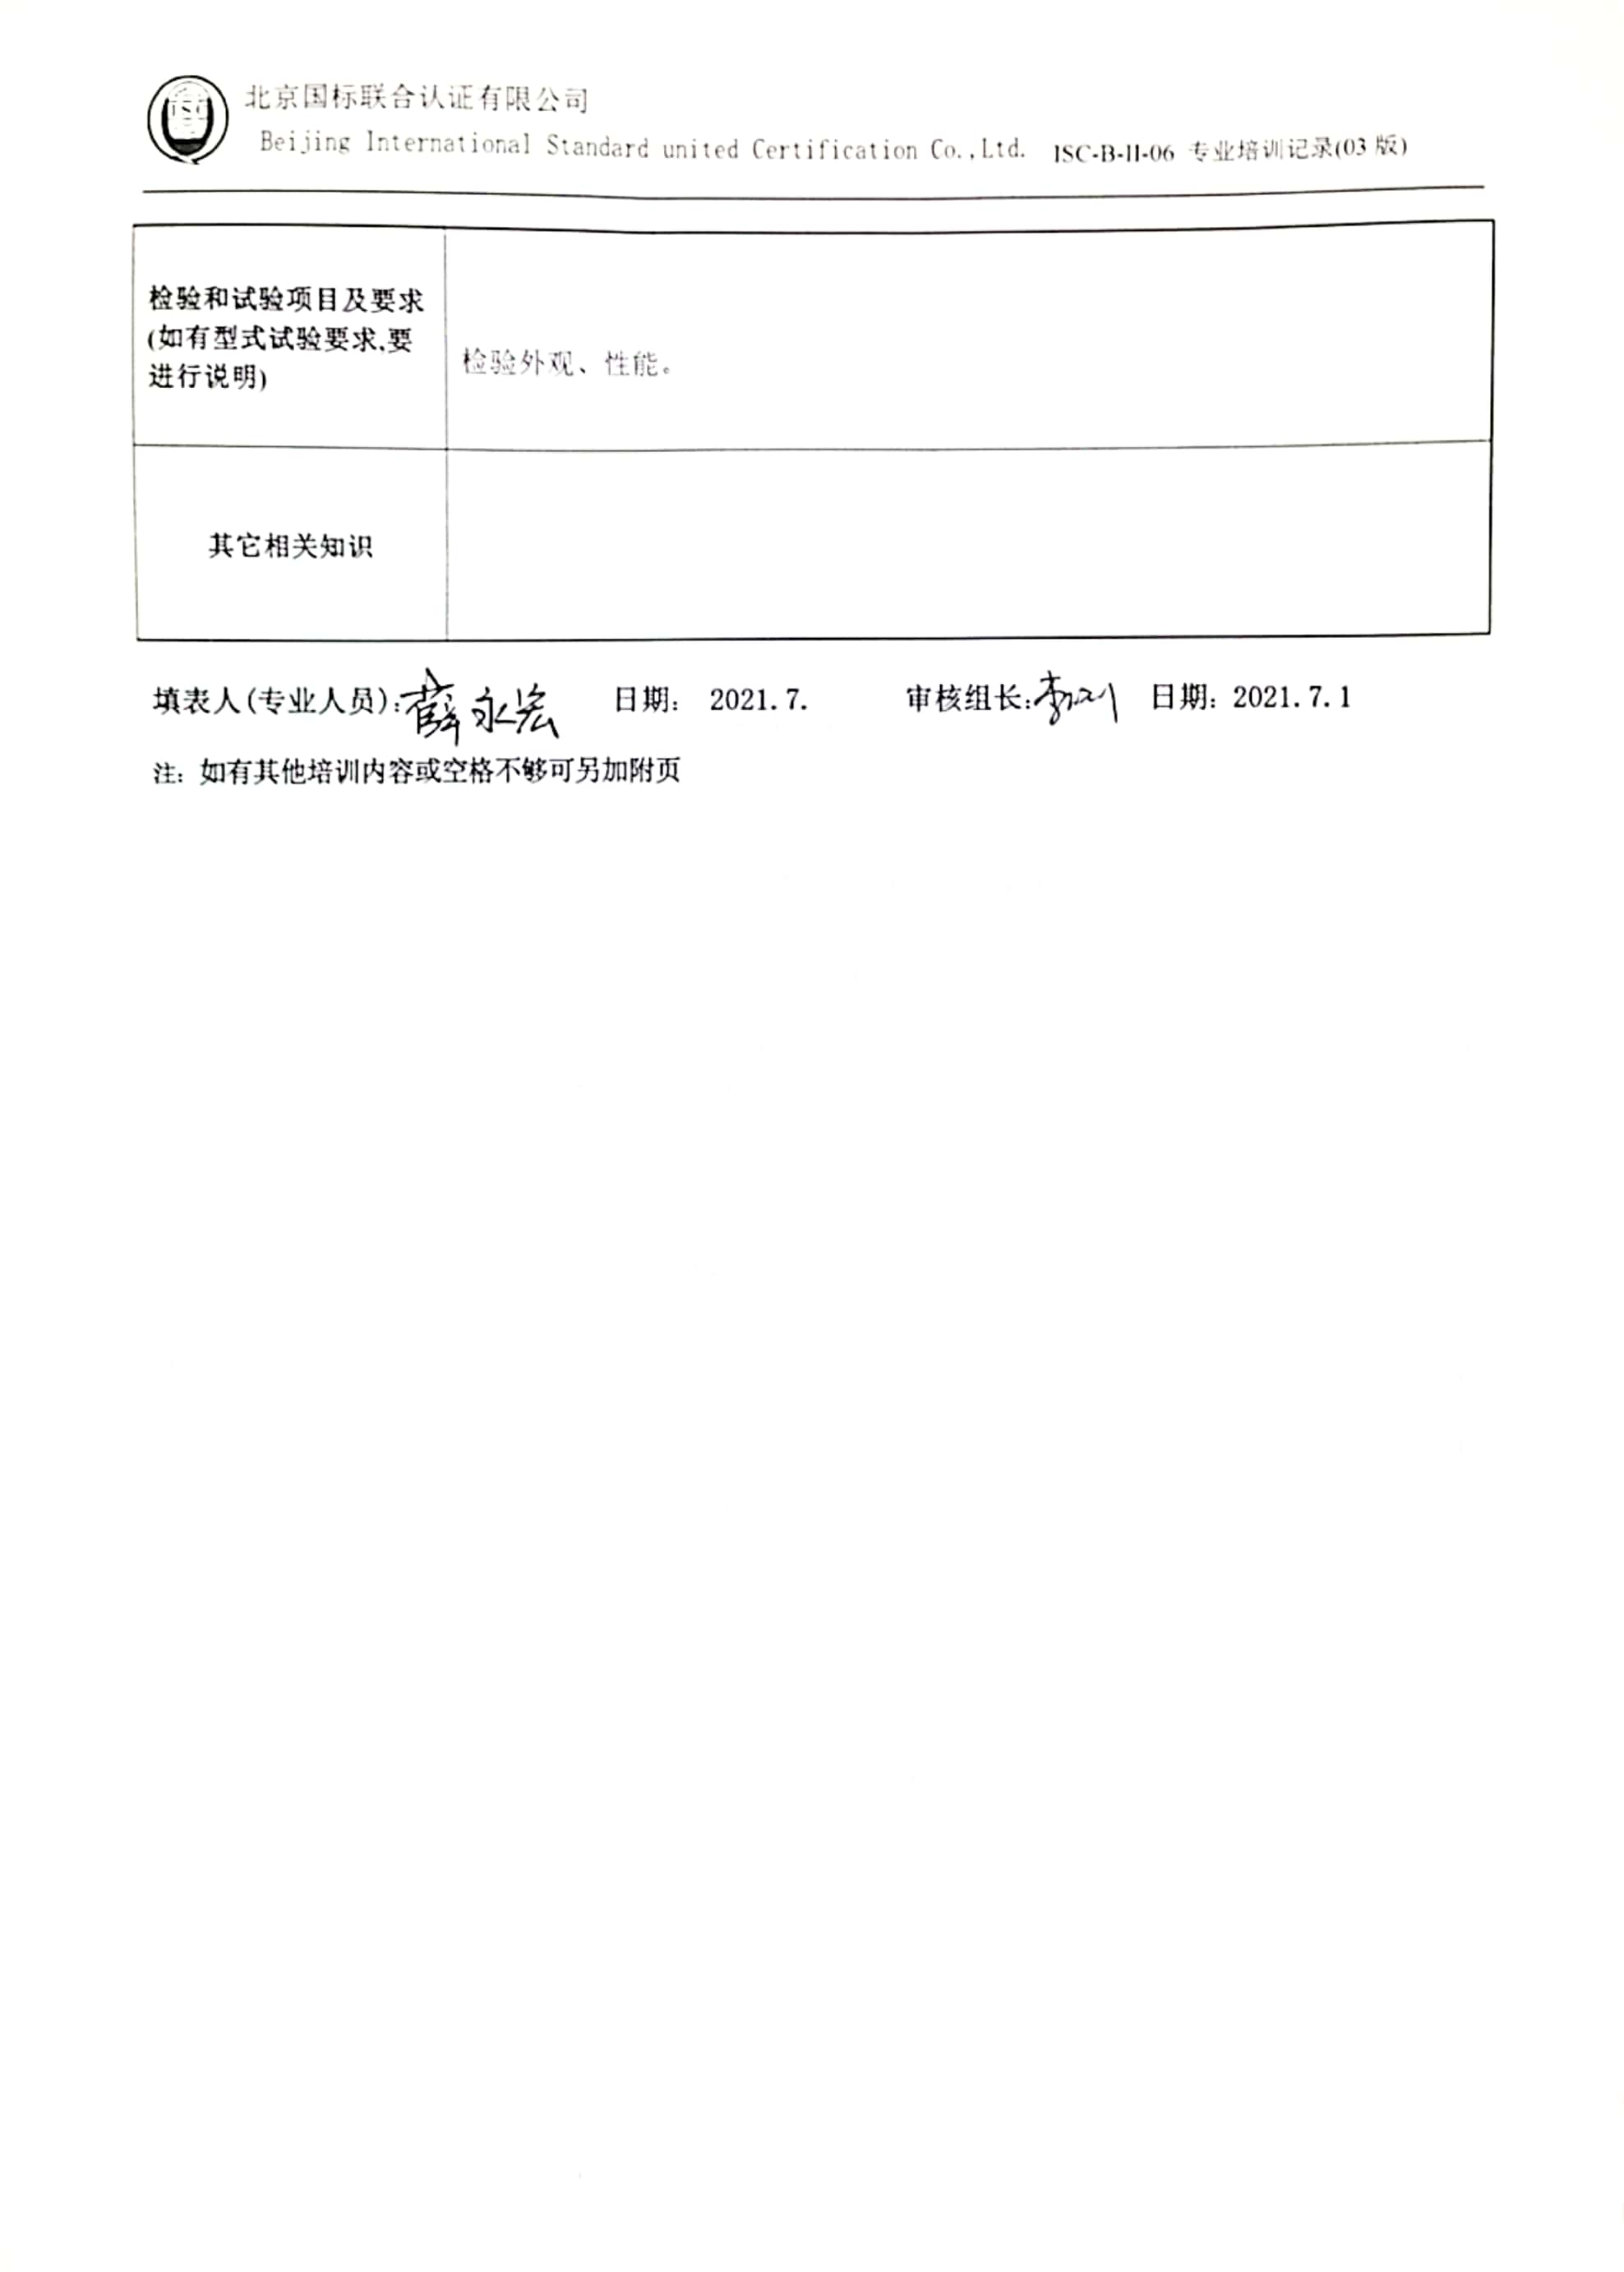 北京国标联合认证有限公司
Beijing International Standard united Certification Co.,Ltd. ISC-B-II-06 专业培训记录(03 版)
检验和试验项目及要求
(如有型式试验要求,要
进行说明)
检验外观、性能。
其它相关知识
填表人(专业人员):薛永宏 日期: 2021.7. 审核组长: 日期: 2021.7.1
注: 如有其他培训内容或空格不够可另加附页